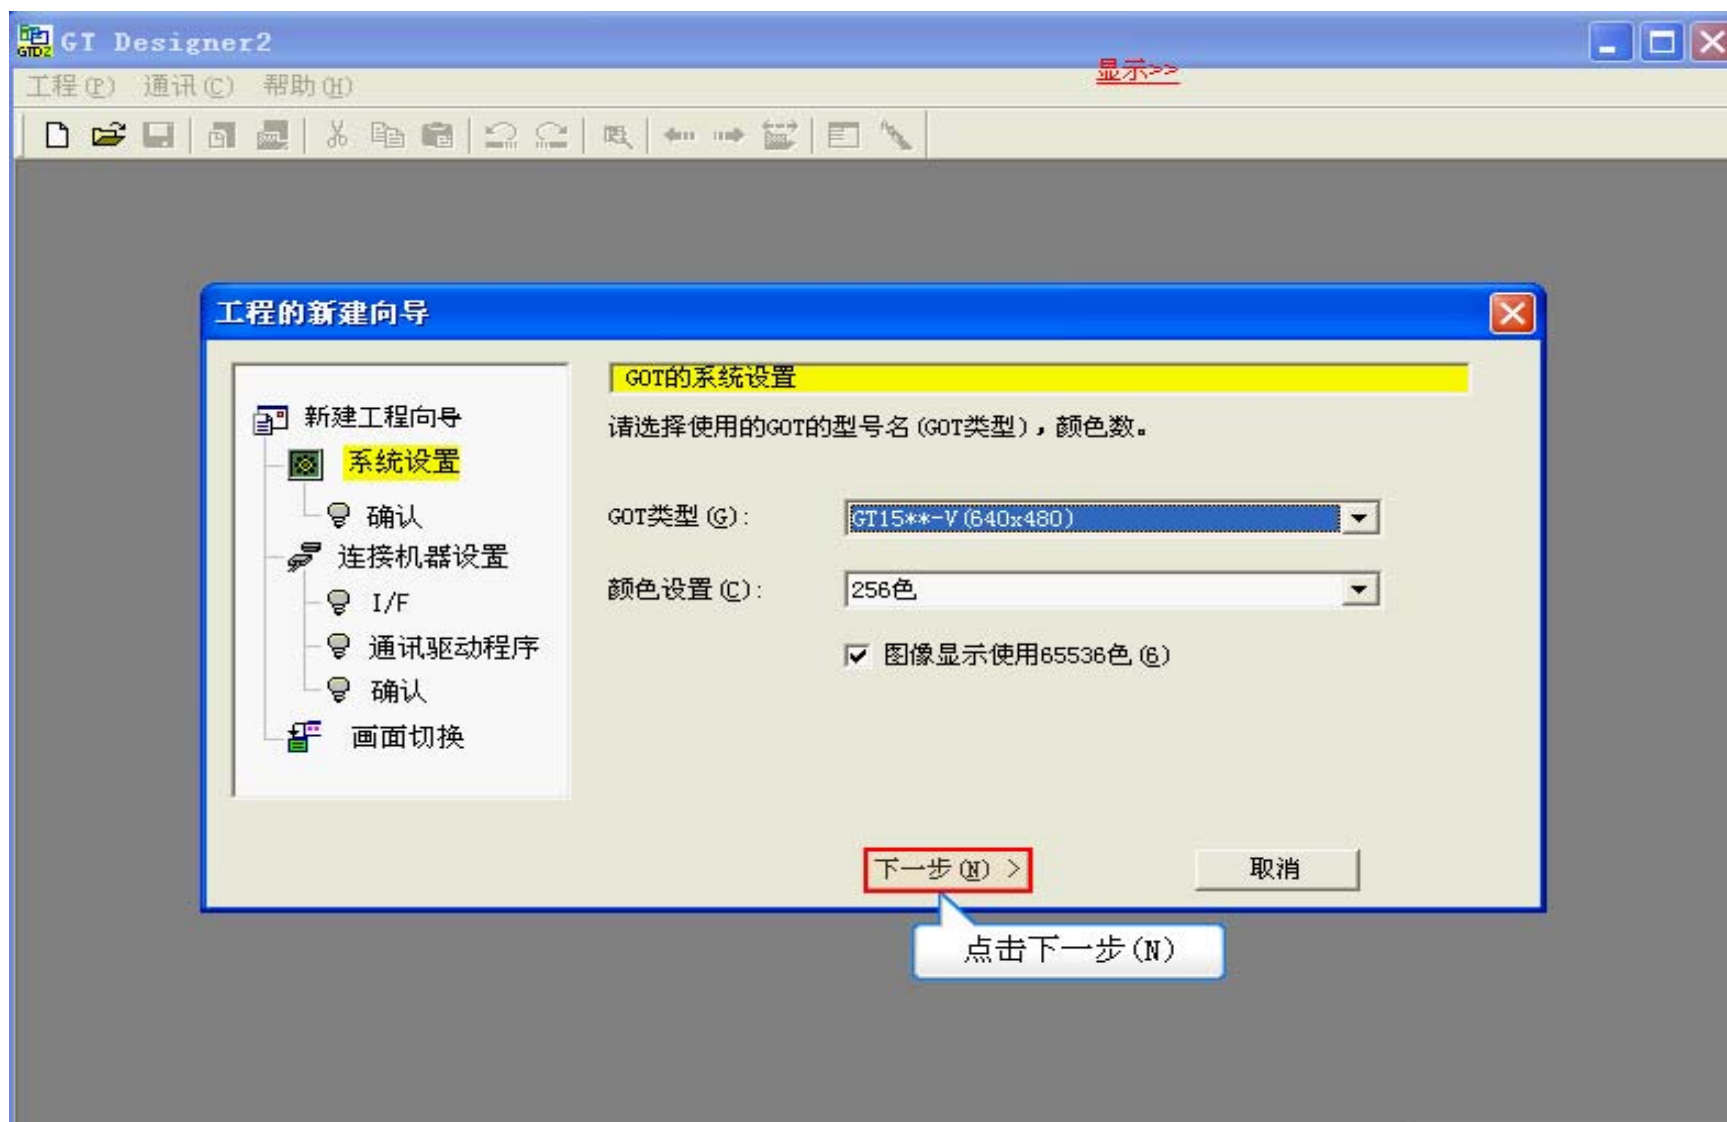 GT Designer2
显示>>
工程(P) 通讯(C) 帮助(H)
工程的新建向导
GOT的系统设置
请选择使用的GOT的型号名(GOT类型),颜色数。
新建工程向导
系统设置
确认
连接机器设置
I/F
通讯驱动程序
确认
画面切换
GOT类型(G):
GT15**-V(640x480)
颜色设置(C):
256色
图像显示使用65536色(6)
下一步(N) >
取消
点击下一步(N)